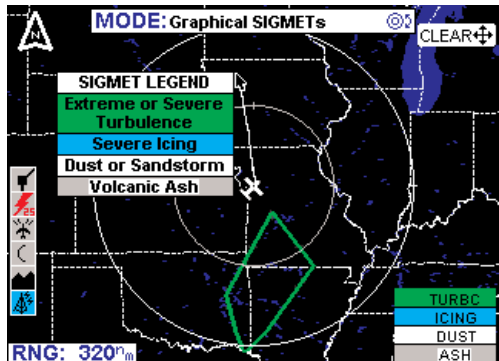 MODE: Graphical SIGMETs
N
CLEAR
SIGMET LEGEND
Extreme or Severe
Turbulence
Severe Icing
Dust or Sandstorm
Volcanic Ash
25
TURBC
ICING
DUST
ASH
RNG: 320nm